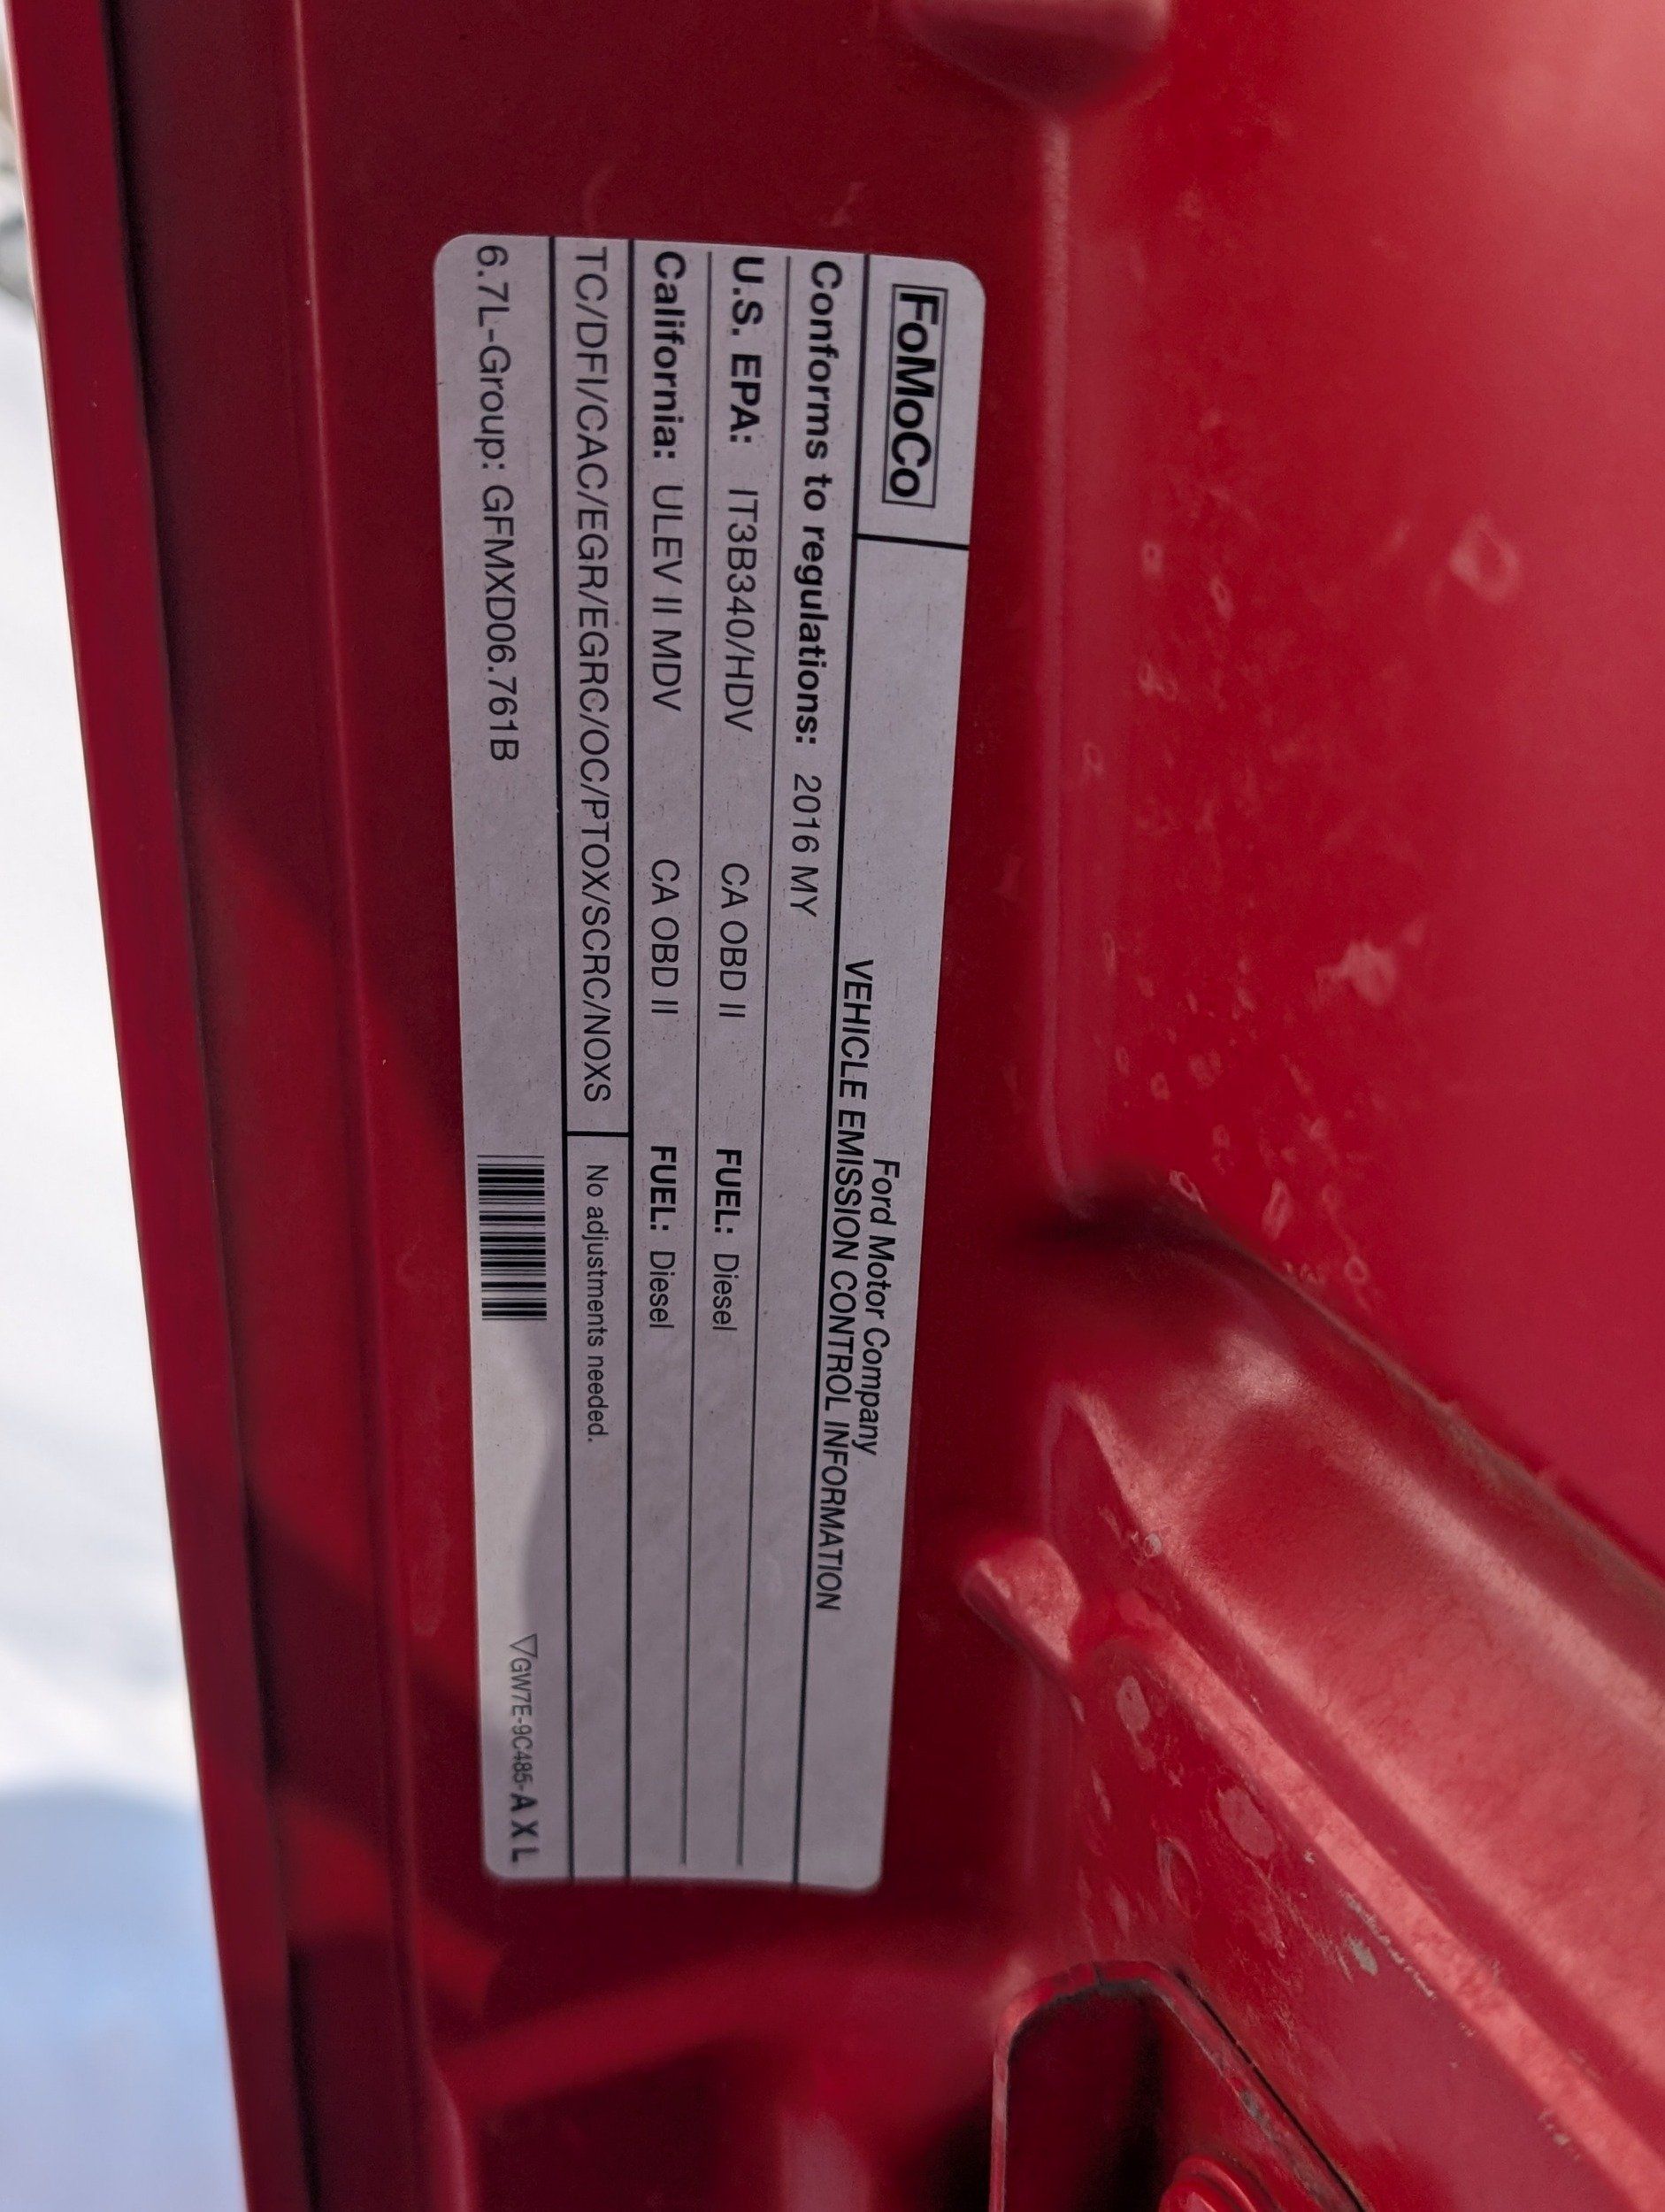 FoMoCo
Ford Motor Company
VEHICLE EMISSION CONTROL INFORMATION
Conforms to regulations: 2016 MY
U.S. EPA: IT3B340/HDV CA OBD II FUEL: Diesel
California: ULEV II MDV CA OBD II FUEL: Diesel
TC/DFI/CAC/EGR/EGRC/OC/PTOX/SCRC/NOXS No adjustments needed.
6.7L-Group: GFMXD06.761B
▽GW7E-9C485-A X L